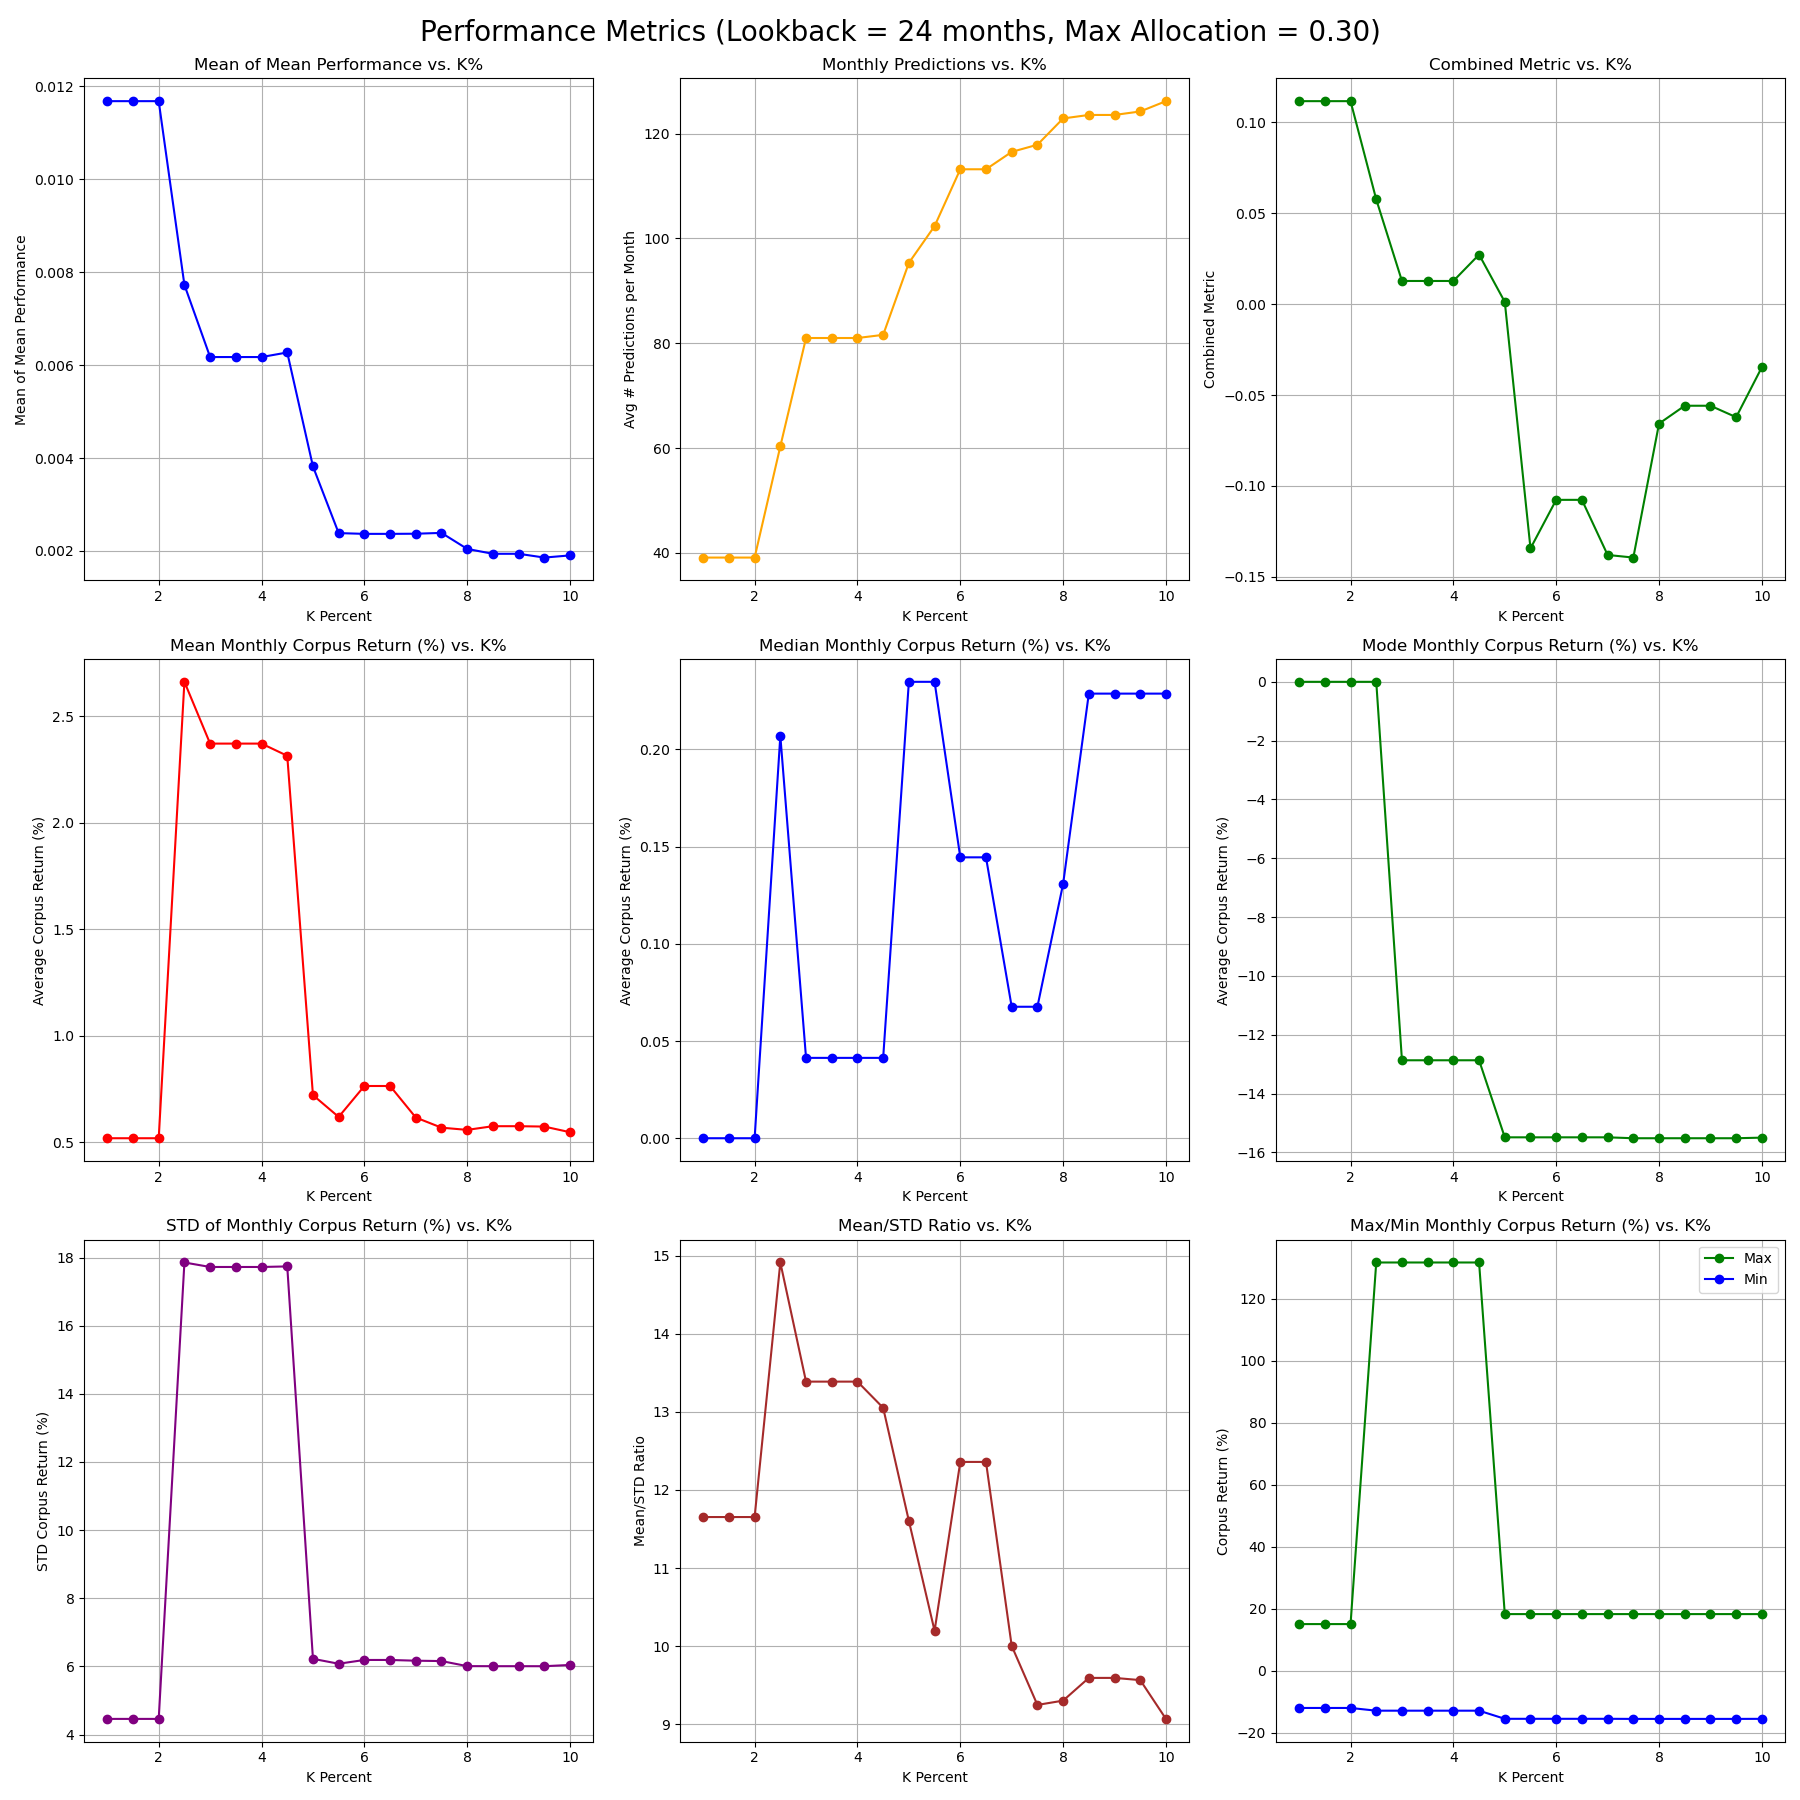 Performance Metrics (Lookback = 24 months, Max Allocation = 0.30)
Mean of Mean Performance vs. K%
0.012
0.010
0.008
0.006
0.004
0.002
Mean of Mean Performance
2 4 6 8 10
K Percent
Monthly Predictions vs. K%
120
100
80
60
40
Avg # Predictions per Month
2 4 6 8 10
K Percent
Combined Metric vs. K%
0.10
0.05
0.00
−0.05
−0.10
−0.15
Combined Metric
2 4 6 8 10
K Percent
Mean Monthly Corpus Return (%) vs. K%
2.5
2.0
1.5
1.0
0.5
Average Corpus Return (%)
2 4 6 8 10
K Percent
Median Monthly Corpus Return (%) vs. K%
0.20
0.15
0.10
0.05
0.00
Average Corpus Return (%)
2 4 6 8 10
K Percent
Mode Monthly Corpus Return (%) vs. K%
0
−2
−4
−6
−8
−10
−12
−14
−16
Average Corpus Return (%)
2 4 6 8 10
K Percent
STD of Monthly Corpus Return (%) vs. K%
18
16
14
12
10
8
6
4
STD Corpus Return (%)
2 4 6 8 10
K Percent
Mean/STD Ratio vs. K%
15
14
13
12
11
10
9
Mean/STD Ratio
2 4 6 8 10
K Percent
Max/Min Monthly Corpus Return (%) vs. K%
Max
Min
120
100
80
60
40
20
0
−20
Corpus Return (%)
2 4 6 8 10
K Percent